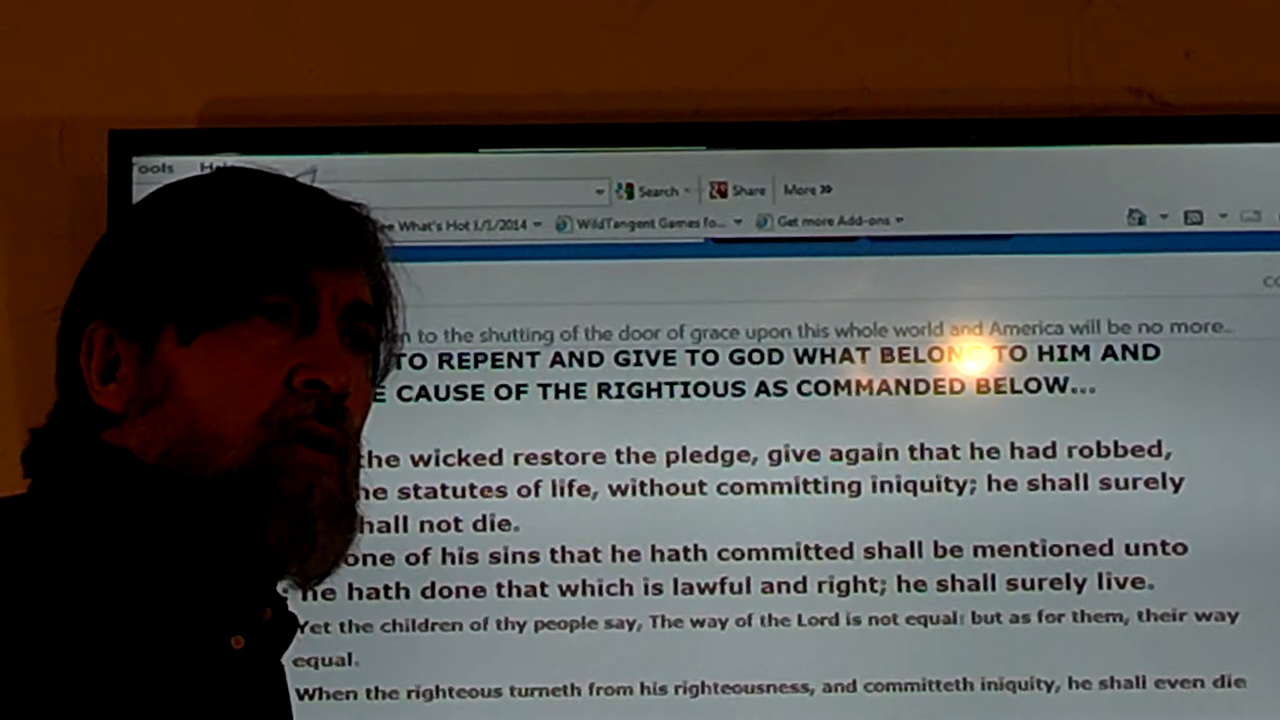 ools
Search
Share
More »
What's Hot 1/1/2014
WildTangent Games fo...
Get more Add-ons
to the shutting of the door of grace upon this whole world and America will be no more..
TO REPENT AND GIVE TO GOD WHAT BELON TO HIM AND
CAUSE OF THE RIGHTIOUS AS COMMANDED BELOW...
the wicked restore the pledge, give again that he had robbed,
statutes of life, without committing iniquity; he shall surely
hall not die.
one of his sins that he hath committed shall be mentioned unto
he hath done that which is lawful and right; he shall surely live.
Yet the children of thy people say, The way of the Lord is not equal: but as for them, their way
equal.
When the righteous turneth from his righteousness, and committeth iniquity, he shall even die